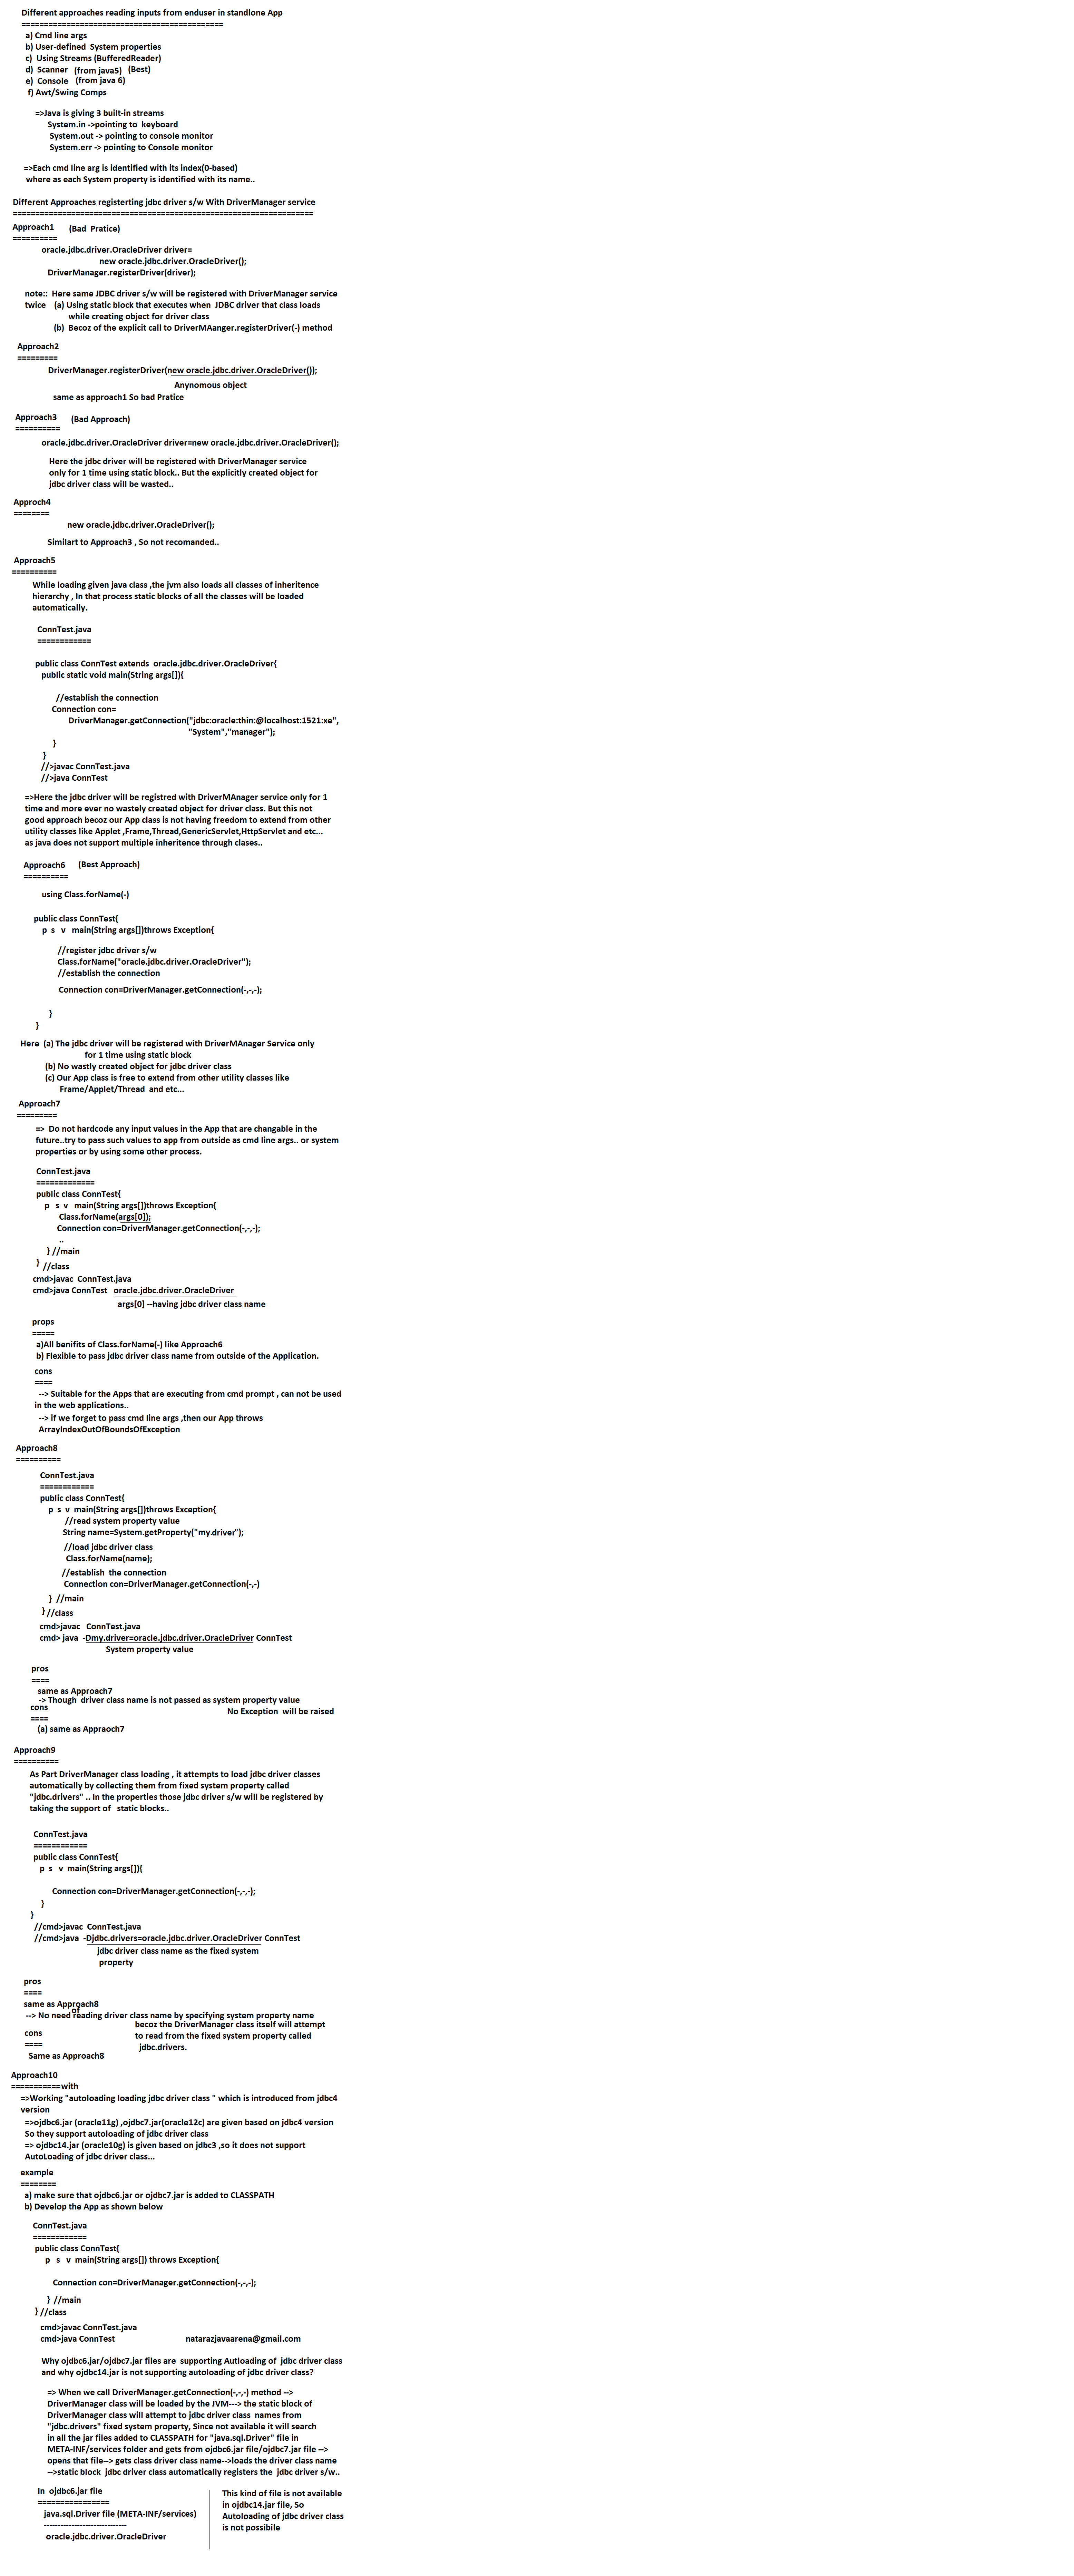 Different approaches reading inputs from enduser in standlone App
=============================================
a) Cmd line args
b) User-defined System properties
c) Using Streams (BufferedReader)
d) Scanner (from java5) (Best)
e) Console (from java 6)
f) Awt/Swing Comps
=>Java is giving 3 built-in streams
System.in ->pointing to keyboard
System.out -> pointing to console monitor
System.err -> pointing to Console monitor
=>Each cmd line arg is identified with its index(0-based)
where as each System property is identified with its name..
Different Approaches registerting jdbc driver s/w With DriverManager service
===================================================================
Approach1 (Bad Pratice)
==========
oracle.jdbc.driver.OracleDriver driver=
new oracle.jdbc.driver.OracleDriver();
DriverManager.registerDriver(driver);
note:: Here same JDBC driver s/w will be registered with DriverManager service
twice (a) Using static block that executes when JDBC driver that class loads
while creating object for driver class
(b) Becoz of the explicit call to DriverMAanger.registerDriver(-) method
Approach2
=========
DriverManager.registerDriver(new oracle.jdbc.driver.OracleDriver());
Anynomous object
same as approach1 So bad Pratice
Approach3 (Bad Approach)
==========
oracle.jdbc.driver.OracleDriver driver=new oracle.jdbc.driver.OracleDriver();
Here the jdbc driver will be registered with DriverManager service
only for 1 time using static block.. But the explicitly created object for
jdbc driver class will be wasted..
Approch4
========
new oracle.jdbc.driver.OracleDriver();
Similart to Approach3 , So not recomanded..
Approach5
==========
While loading given java class ,the jvm also loads all classes of inheritence
hierarchy , In that process static blocks of all the classes will be loaded
automatically.
ConnTest.java
============
public class ConnTest extends oracle.jdbc.driver.OracleDriver{
public static void main(String args[]){
//establish the connection
Connection con=
DriverManager.getConnection("jdbc:oracle:thin:@localhost:1521:xe",
"System","manager");
}
}
//>javac ConnTest.java
//>java ConnTest
=>Here the jdbc driver will be registred with DriverMAnager service only for 1
time and more ever no wastely created object for driver class. But this not
good approach becoz our App class is not having freedom to extend from other
utility classes like Applet ,Frame,Thread,GenericServlet,HttpServlet and etc...
as java does not support multiple inheritence through clases..
Approach6 (Best Approach)
==========
using Class.forName(-)
public class ConnTest{
p s v main(String args[])throws Exception{
//register jdbc driver s/w
Class.forName("oracle.jdbc.driver.OracleDriver");
//establish the connection
Connection con=DriverManager.getConnection(-,-,-);
}
}
Here (a) The jdbc driver will be registered with DriverMAnager Service only
for 1 time using static block
(b) No wastly created object for jdbc driver class
(c) Our App class is free to extend from other utility classes like
Frame/Applet/Thread and etc...
Approach7
=========
=> Do not hardcode any input values in the App that are changable in the
future..try to pass such values to app from outside as cmd line args.. or system
properties or by using some other process.
ConnTest.java
=============
public class ConnTest{
p s v main(String args[])throws Exception{
Class.forName(args[0]);
Connection con=DriverManager.getConnection(-,-,-);
..
} //main
} //class
cmd>javac ConnTest.java
cmd>java ConnTest oracle.jdbc.driver.OracleDriver
args[0] --having jdbc driver class name
props
=====
a)All benifits of Class.forName(-) like Approach6
b) Flexible to pass jdbc driver class name from outside of the Application.
cons
====
--> Suitable for the Apps that are executing from cmd prompt , can not be used
in the web applications..
--> if we forget to pass cmd line args ,then our App throws
ArrayIndexOutOfBoundsOfException
Approach8
==========
ConnTest.java
============
public class ConnTest{
p s v main(String args[])throws Exception{
//read system property value
String name=System.getProperty("my.driver");
//load jdbc driver class
Class.forName(name);
//establish the connection
Connection con=DriverManager.getConnection(-,-)
} //main
} //class
cmd>javac ConnTest.java
cmd> java -Dmy.driver=oracle.jdbc.driver.OracleDriver ConnTest
System property value
pros
====
same as Approach7
-> Though driver class name is not passed as system property value
No Exception will be raised
cons
====
(a) same as Appraoch7
Approach9
==========
As Part DriverManager class loading , it attempts to load jdbc driver classes
automatically by collecting them from fixed system property called
"jdbc.drivers" .. In the properties those jdbc driver s/w will be registered by
taking the support of static blocks..
ConnTest.java
============
public class ConnTest{
p s v main(String args[]){
Connection con=DriverManager.getConnection(-,-,-);
}
}
//cmd>javac ConnTest.java
//cmd>java -Djdbc.drivers=oracle.jdbc.driver.OracleDriver ConnTest
jdbc driver class name as the fixed system
property
pros
====
same as Approach8
of
--> No need reading driver class name by specifying system property name
becoz the DriverManager class itself will attempt
to read from the fixed system property called
jdbc.drivers.
cons
====
Same as Approach8
Approach10
===========with
=>Working "autoloading loading jdbc driver class " which is introduced from jdbc4
version
=>ojdbc6.jar (oracle11g) ,ojdbc7.jar(oracle12c) are given based on jdbc4 version
So they support autoloading of jdbc driver class
=> ojdbc14.jar (oracle10g) is given based on jdbc3 ,so it does not support
AutoLoading of jdbc driver class...
example
========
a) make sure that ojdbc6.jar or ojdbc7.jar is added to CLASSPATH
b) Develop the App as shown below
ConnTest.java
============
public class ConnTest{
p s v main(String args[]) throws Exception{
Connection con=DriverManager.getConnection(-,-,-);
} //main
} //class
cmd>javac ConnTest.java
cmd>java ConnTest natarazjavaarena@gmail.com
Why ojdbc6.jar/ojdbc7.jar files are supporting Autloading of jdbc driver class
and why ojdbc14.jar is not supporting autoloading of jdbc driver class?
=> When we call DriverManager.getConnection(-,-,-) method -->
DriverManager class will be loaded by the JVM---> the static block of
DriverManager class will attempt to jdbc driver class names from
"jdbc.drivers" fixed system property, Since not available it will search
in all the jar files added to CLASSPATH for "java.sql.Driver" file in
META-INF/services folder and gets from ojdbc6.jar file/ojdbc7.jar file -->
opens that file--> gets class driver class name-->loads the driver class name
-->static block jdbc driver class automatically registers the jdbc driver s/w..
In ojdbc6.jar file
================
java.sql.Driver file (META-INF/services)
------------------------------
oracle.jdbc.driver.OracleDriver
This kind of file is not available
in ojdbc14.jar file, So
Autoloading of jdbc driver class
is not possibile